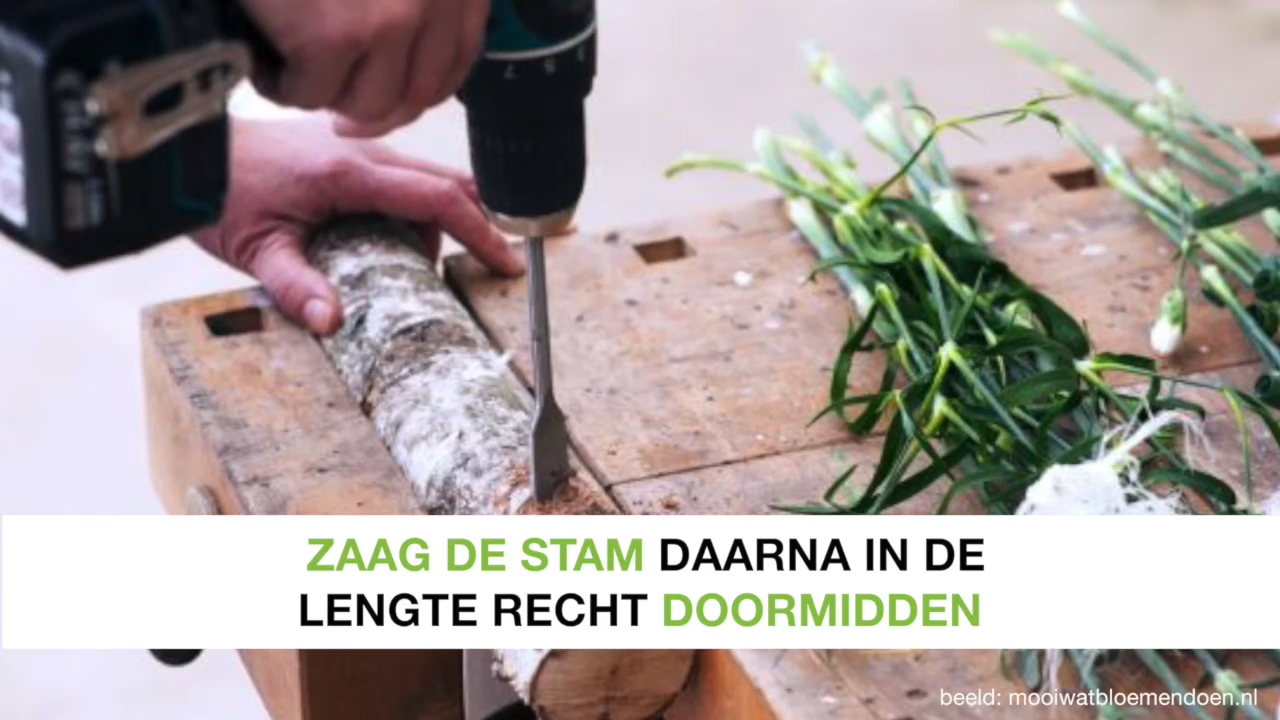 ZAAG DE STAM DAARNA IN DE
LENGTE RECHT DOORMIDDEN
beeld: mooiwatbloemendoen.nl